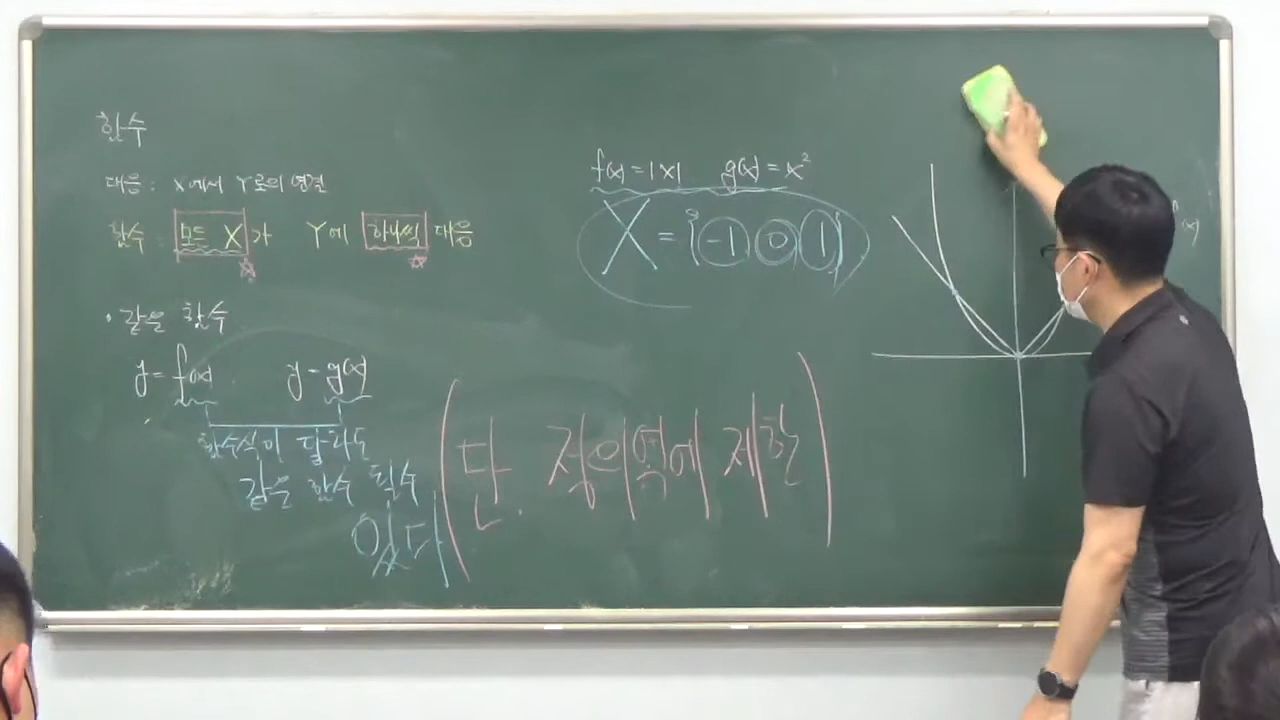 함수
대응 : X에서 Y로의 연결
함수 : 모든 X가 Y에 하나씩 대응
· 같은 함수
y = f(x) y = g(x)
함수식이 달라도
같은 함수 될 수
있다
(단, 정의역에 제한)
f(x) = |x| g(x) = x²
X = {-1, 0, 1}
(x)